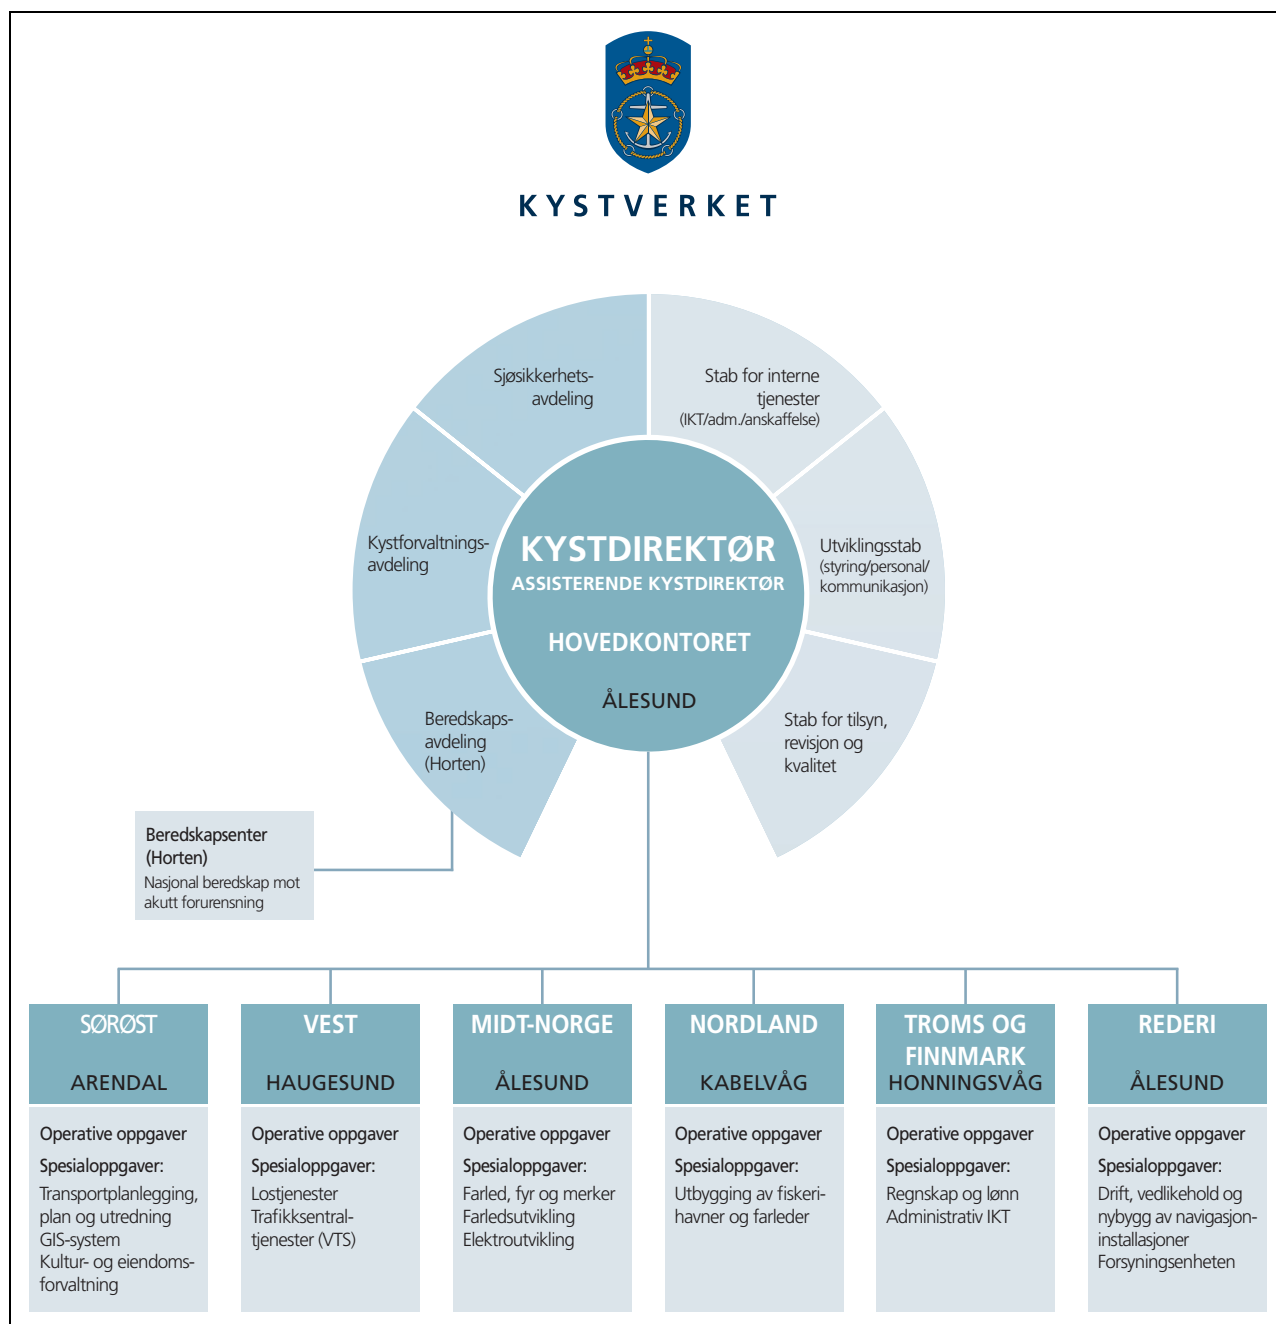 KYSTVERKET
Sjøsikkerhets-
avdeling
Stab for interne
tjenester
(IKT/adm./anskaffelse)
Kystforvaltnings-
avdeling
KYSTDIREKTØR
ASSISTERENDE KYSTDIREKTØR
HOVEDKONTORET
ÅLESUND
Utviklingsstab
(styring/personal/
kommunikasjon)
Beredskaps-
avdeling
(Horten)
Stab for tilsyn,
revisjon og
kvalitet
Beredskapsenter
(Horten)
Nasjonal beredskap mot
akutt forurensning
SØRØST
ARENDAL
Operative oppgaver
Spesialoppgaver:
Transportplanlegging,
plan og utredning
GIS-system
Kultur- og eiendoms-
forvaltning
VEST
HAUGESUND
Operative oppgaver
Spesialoppgaver:
Lostjenester
Trafikksentral-
tjenester (VTS)
MIDT-NORGE
ÅLESUND
Operative oppgaver
Spesialoppgaver:
Farled, fyr og merker
Farledsutvikling
Elektroutvikling
NORDLAND
KABELVÅG
Operative oppgaver
Spesialoppgaver:
Utbygging av fiskeri-
havner og farleder
TROMS OG
FINNMARK
HONNINGSVÅG
Operative oppgaver
Spesialoppgaver:
Regnskap og lønn
Administrativ IKT
REDERI
ÅLESUND
Operative oppgaver
Spesialoppgaver:
Drift, vedlikehold og
nybygg av navigasjon-
installasjoner
Forsyningsenheten